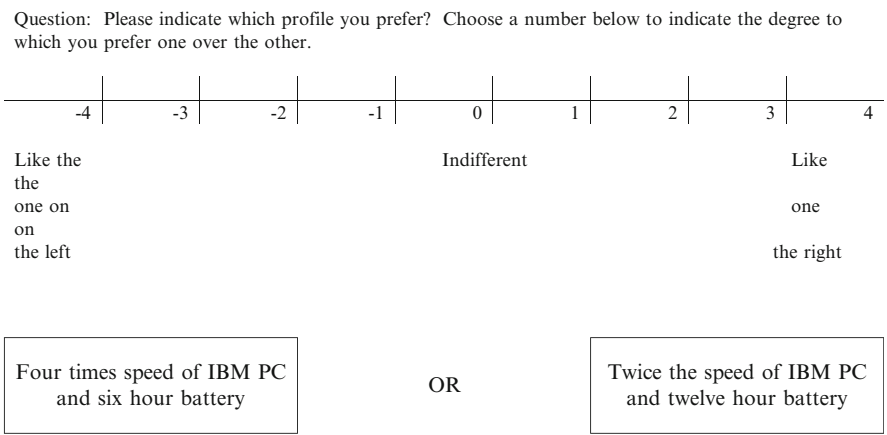 Question: Please indicate which profile you prefer? Choose a number below to indicate the degree to
which you prefer one over the other.
-4 -3 -2 -1 0 1 2 3 4
Like the Indifferent Like
the
one on one
on
the left the right
Four times speed of IBM PC
and six hour battery
OR
Twice the speed of IBM PC
and twelve hour battery